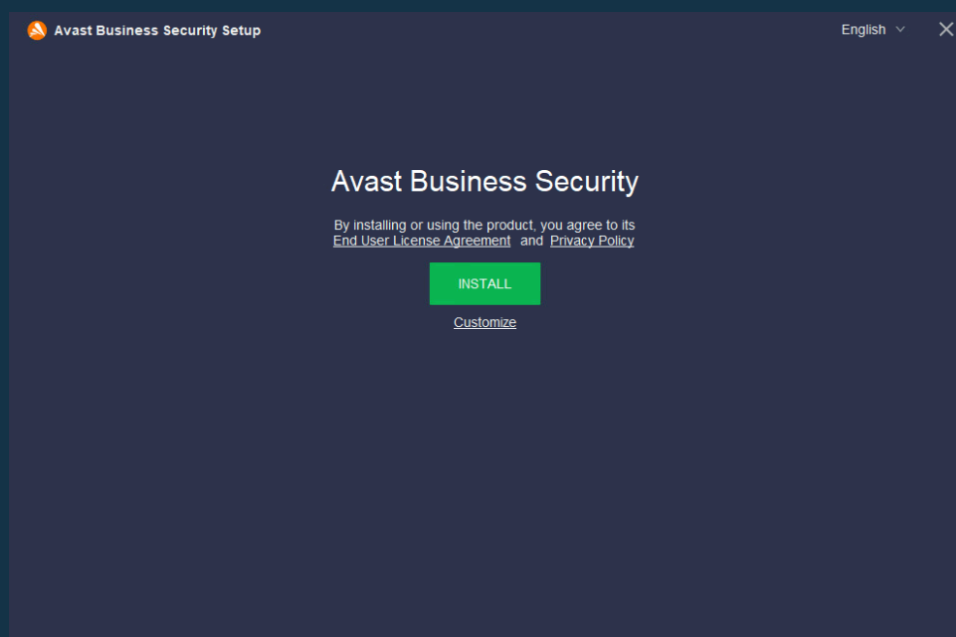 Avast Business Security Setup
English
Avast Business Security
By installing or using the product, you agree to its
End User License Agreement and Privacy Policy
INSTALL
Customize